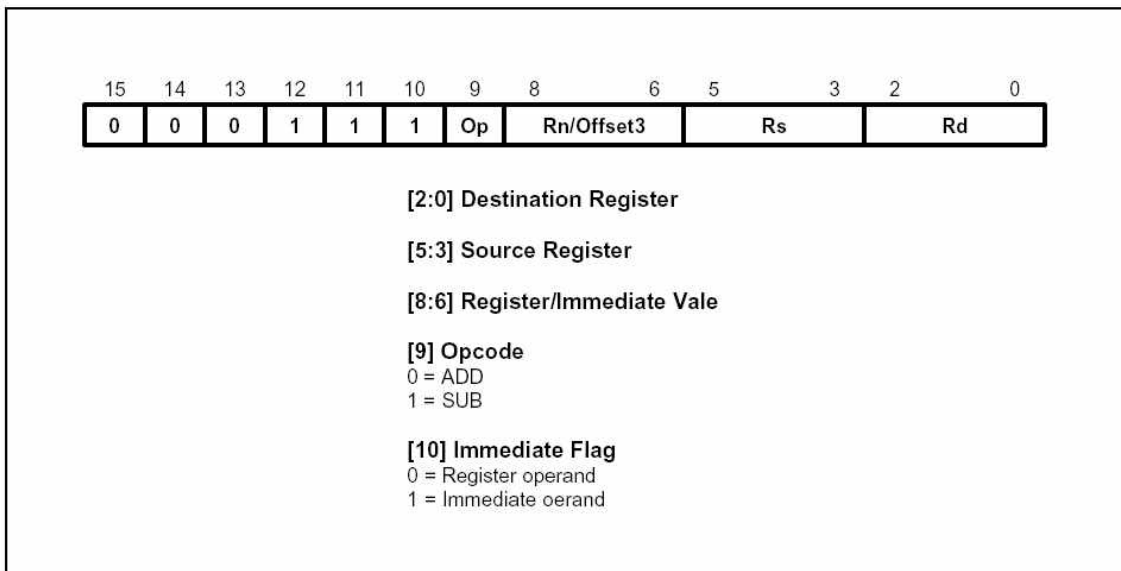 15 14 13 12 11 10 9 8 6 5 3 2 0
0 0 0 1 1 1 Op Rn/Offset3 Rs Rd
[2:0] Destination Register
[5:3] Source Register
[8:6] Register/Immediate Vale
[9] Opcode
0 = ADD
1 = SUB
[10] Immediate Flag
0 = Register operand
1 = Immediate oerand